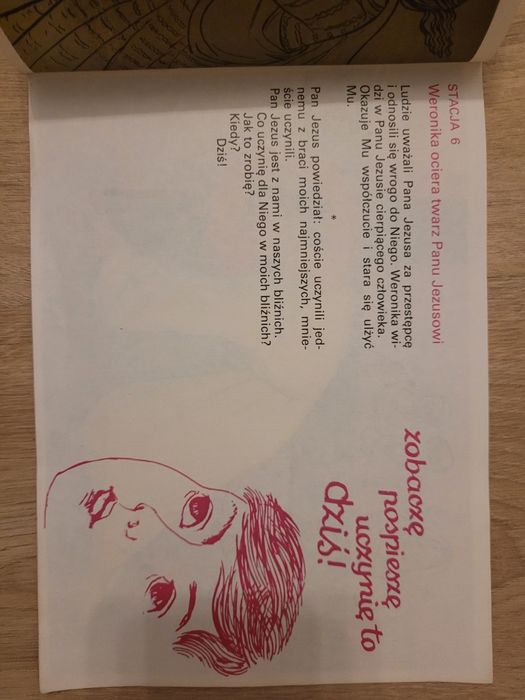 STACJA 6
Weronika ociera twarz Panu Jezusowi
Ludzie uważali Pana Jezusa za przestępcę
i odnosili się wrogo do Niego. Weronika wi-
dzi w Panu Jezusie cierpiącego człowieka.
Okazuje Mu współczucie i stara się ulżyć
Mu.
*
Pan Jezus powiedział: coście uczynili jed-
nemu z braci moich najmniejszych, mnie-
ście uczynili.
Pan Jezus jest z nami w naszych bliźnich.
Co uczynię dla Niego w moich bliźnich?
Jak to zrobię?
Kiedy?
Dziś!
zobaczę
pospieszę
uczynię to
dziś!